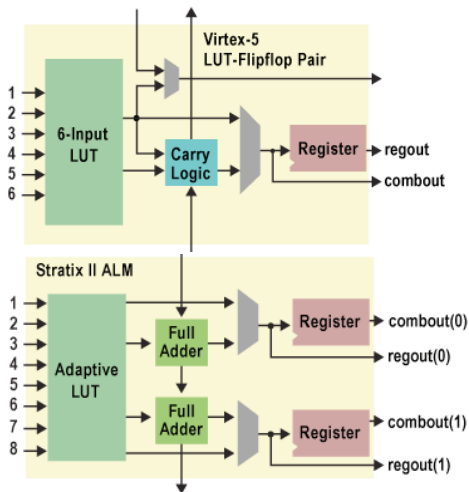 Virtex-5
LUT-Flipflop Pair
1
2
3
4
5
6
6-Input
LUT
Carry
Logic
Register
regout
combout
Stratix II ALM
1
2
3
4
5
6
7
8
Adaptive
LUT
Full
Adder
Full
Adder
Register
combout(0)
regout(0)
Register
combout(1)
regout(1)